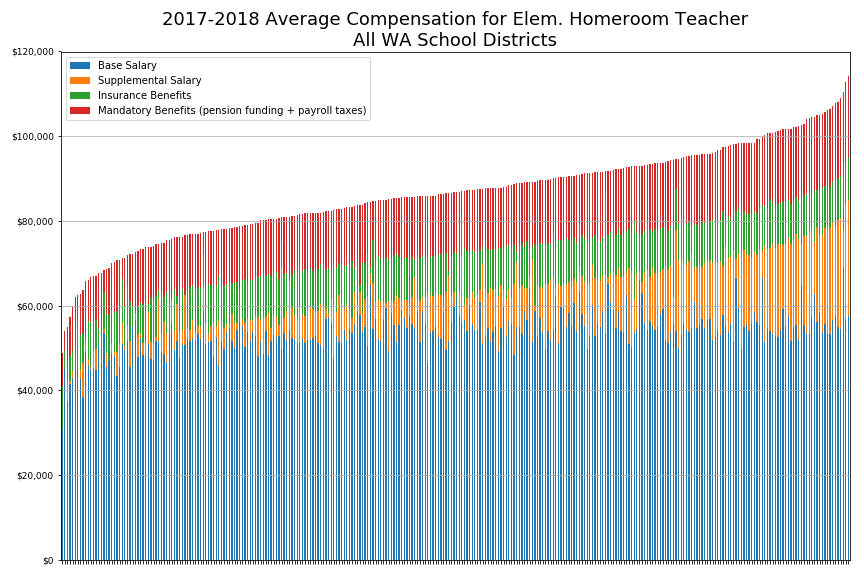 2017-2018 Average Compensation for Elem. Homeroom Teacher
All WA School Districts
$120,000
Base Salary
Supplemental Salary
Insurance Benefits
Mandatory Benefits (pension funding + payroll taxes)
$100,000
$80,000
$60,000
$40,000
$20,000
$0